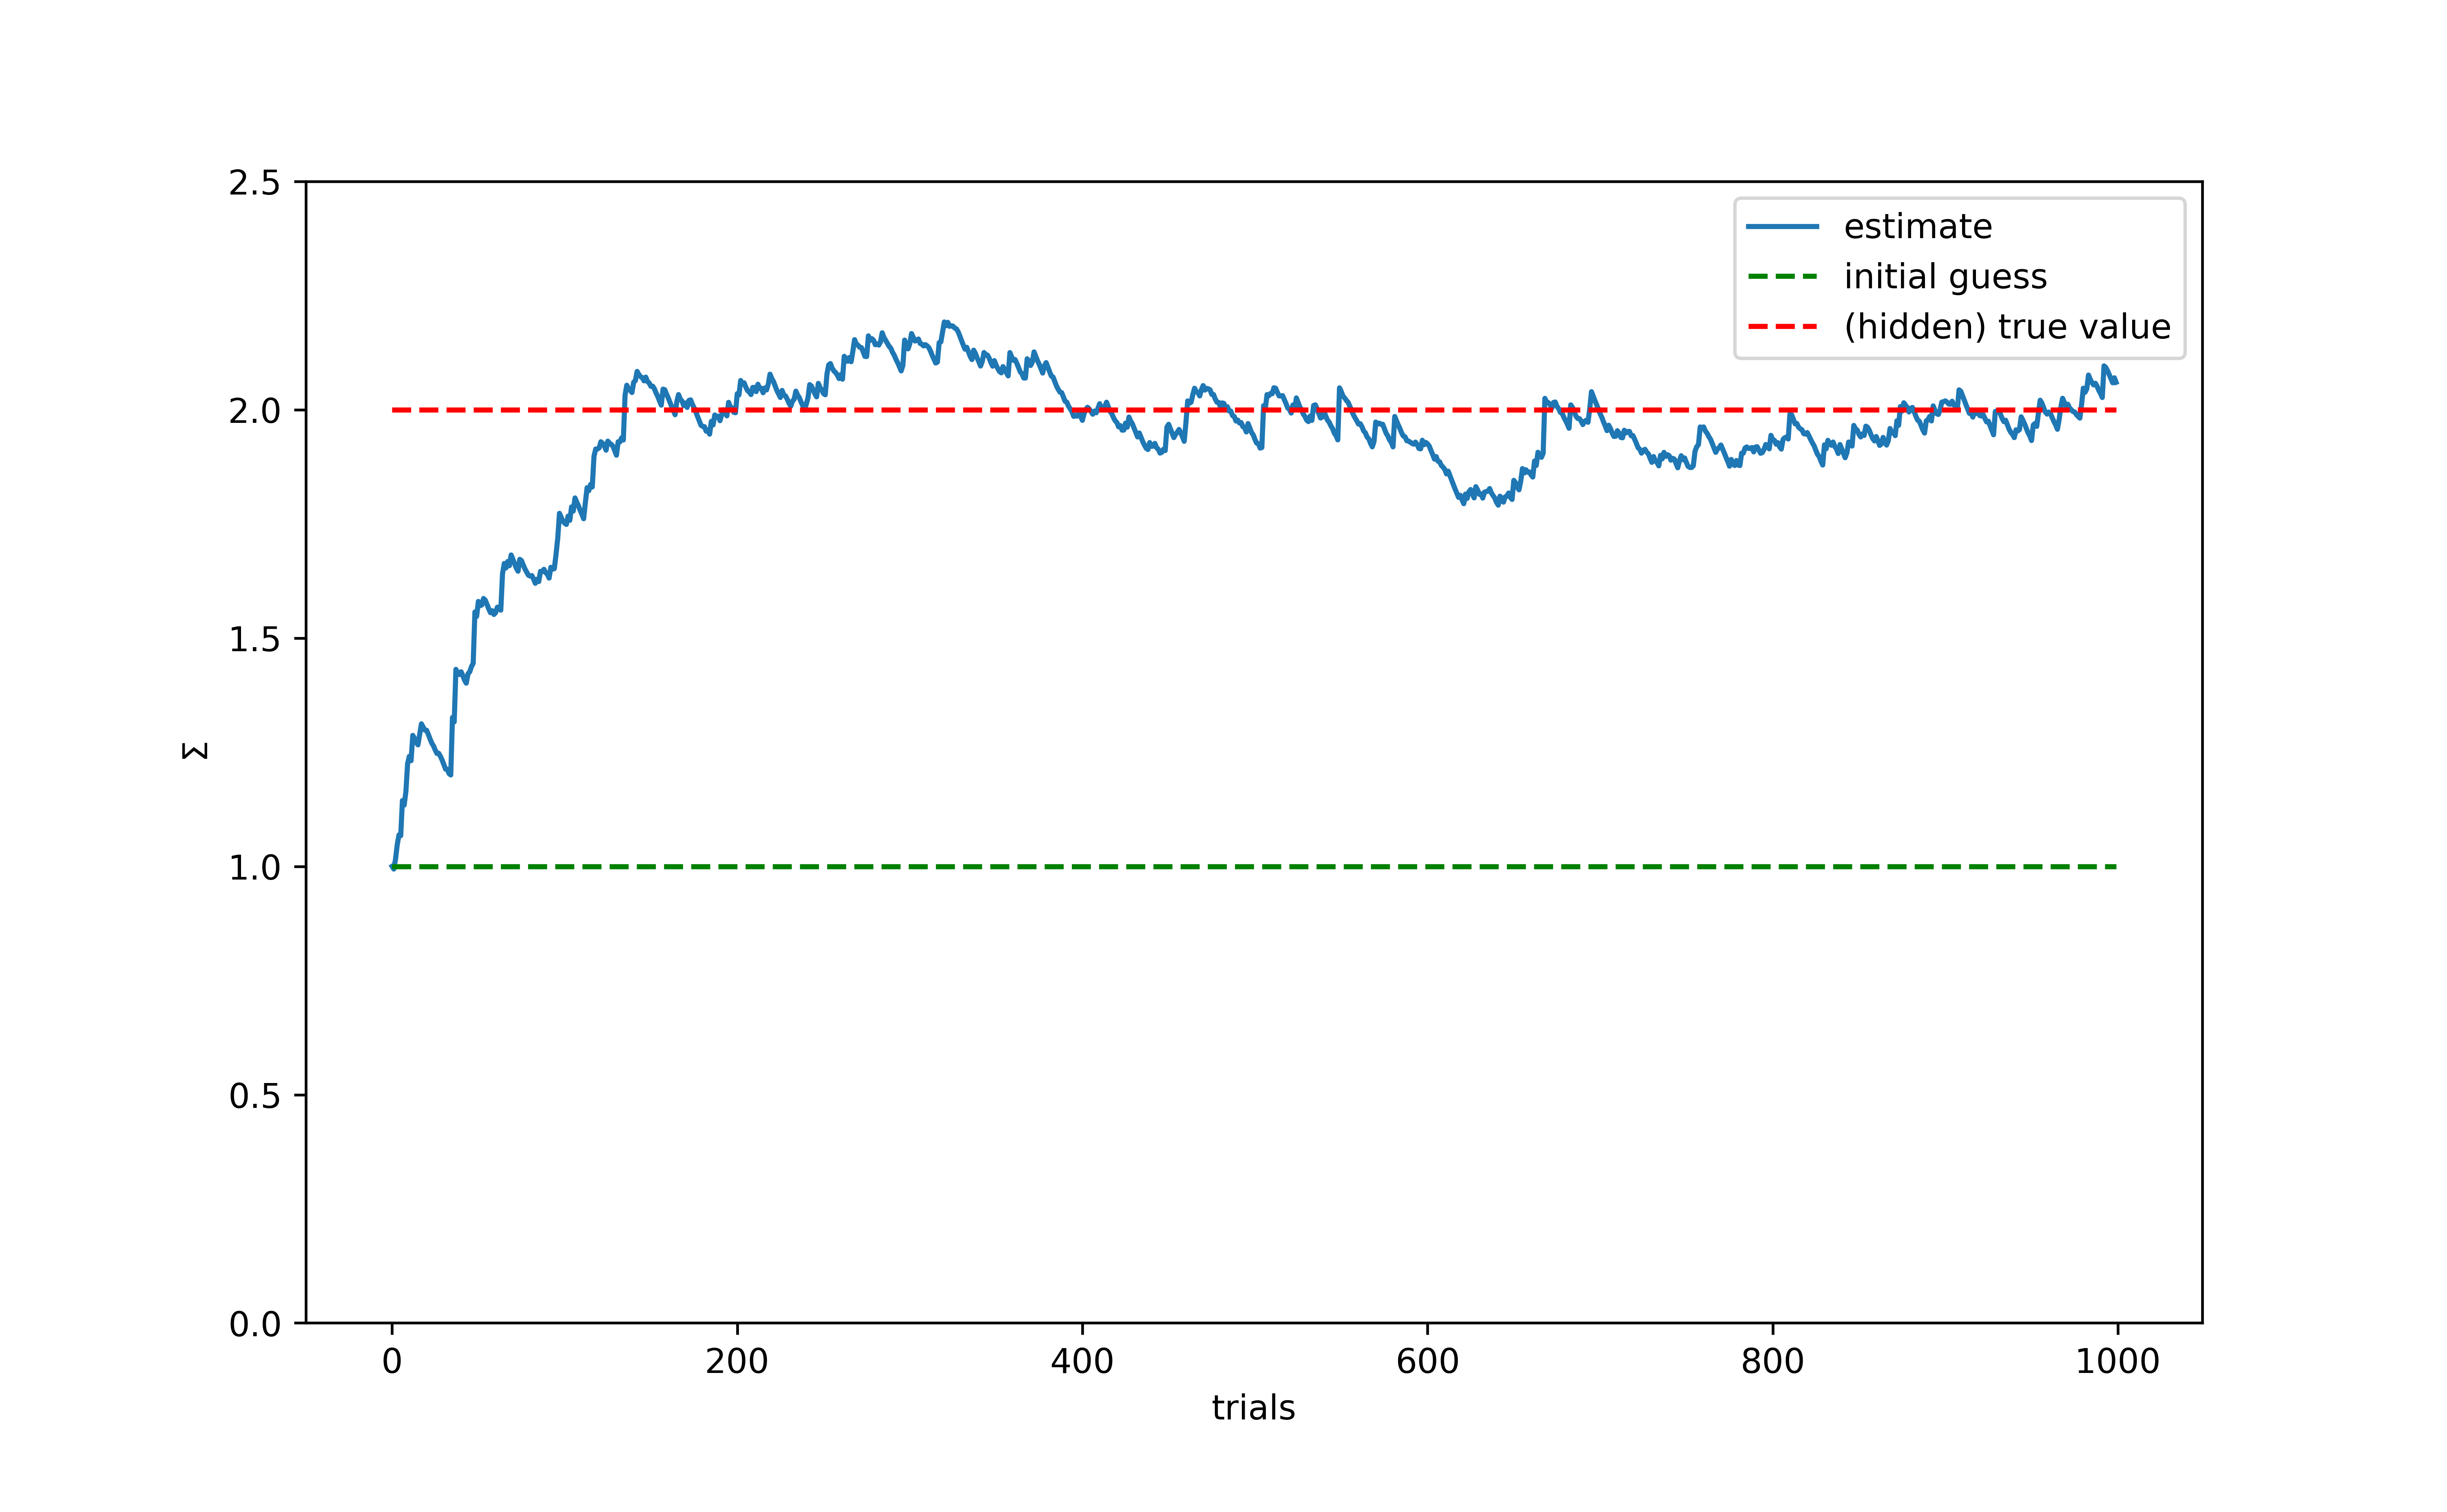 2.5
2.0
1.5
1.0
0.5
0.0
Σ
estimate
initial guess
(hidden) true value
0 200 400 600 800 1000
trials